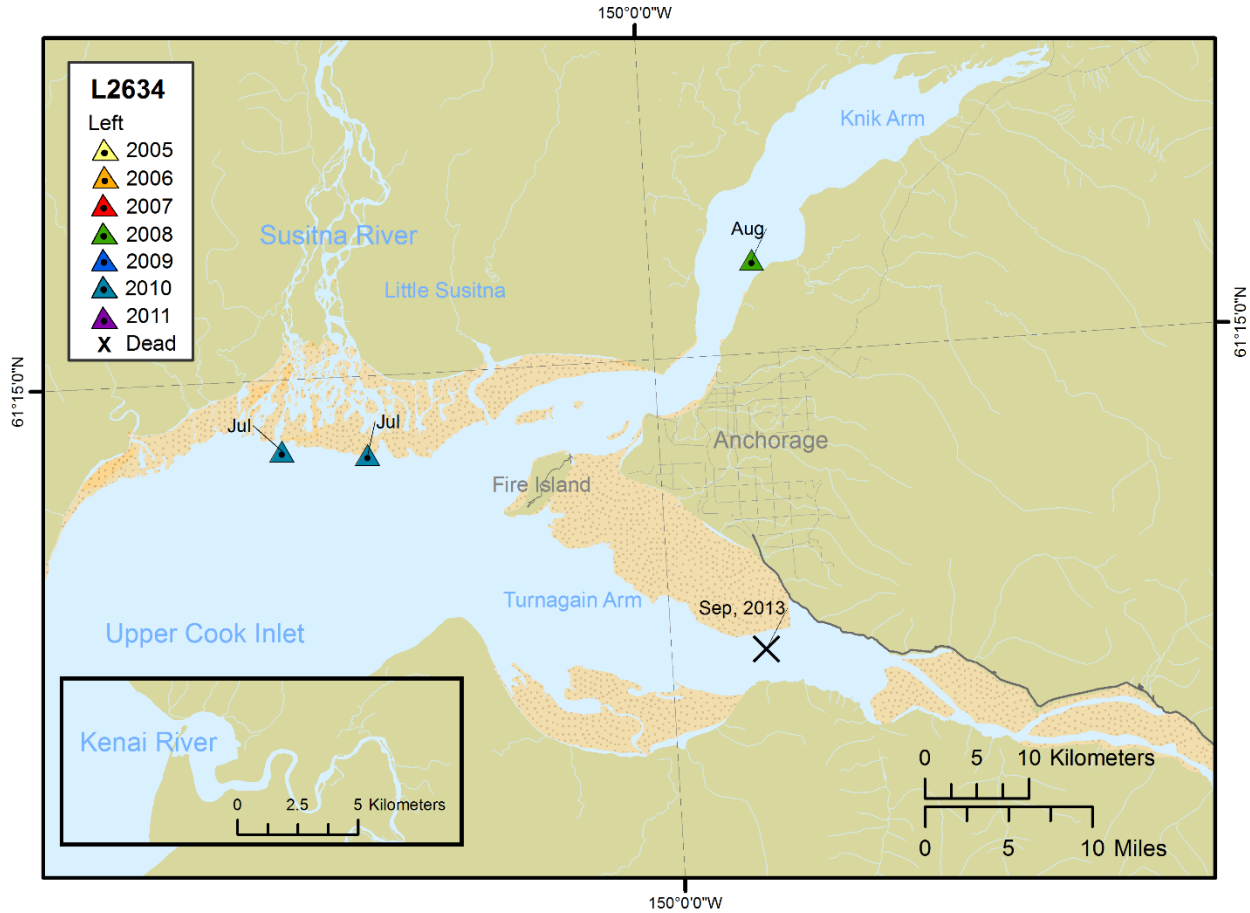 150°0'0"W
L2634
Left
2005
2006
2007
2008
2009
2010
2011
X Dead
Knik Arm
Aug
Susitna River
Little Susitna
61°15'0"N
61°15'0"N
Jul
Jul
Anchorage
Fire Island
Turnagain Arm
Sep, 2013
Upper Cook Inlet
Kenai River
0 2.5 5 Kilometers
0 5 10 Kilometers
0 5 10 Miles
150°0'0"W